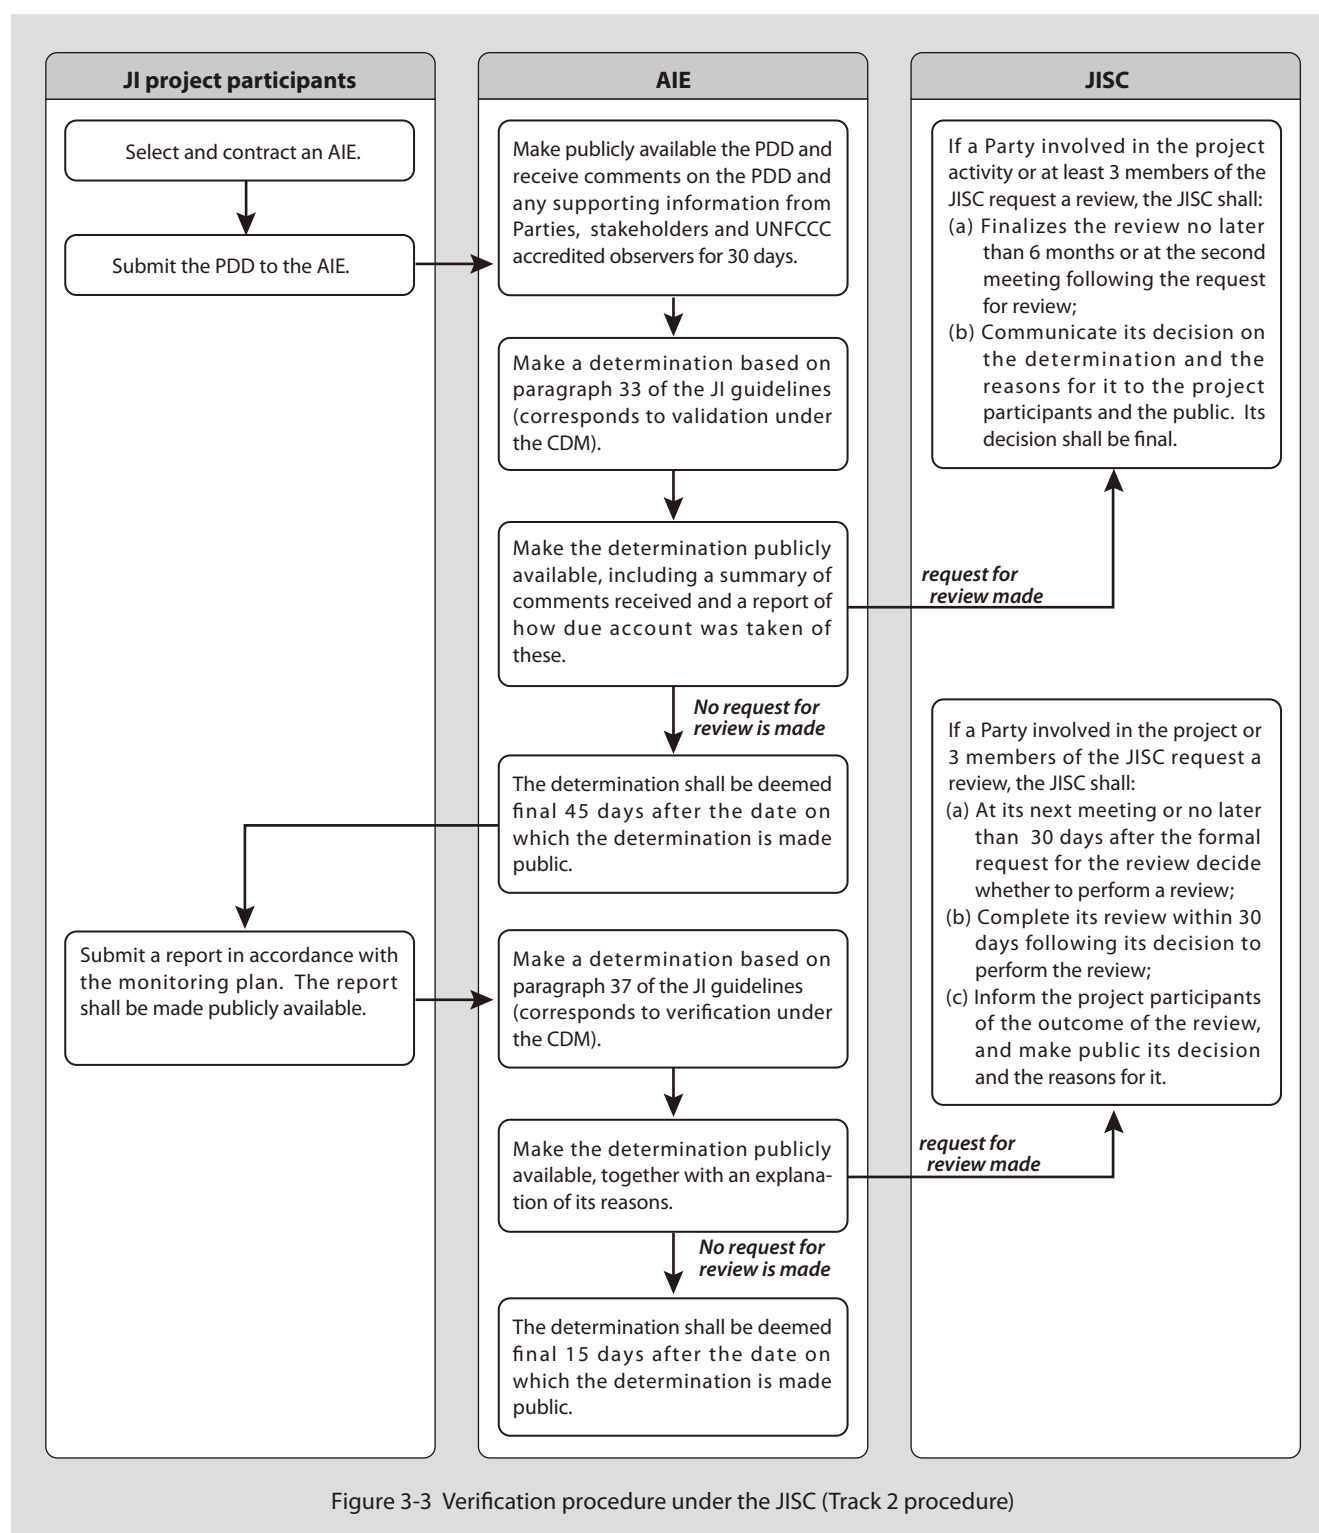 JI project participants
Select and contract an AIE.
Submit the PDD to the AIE.
Submit a report in accordance with
the monitoring plan. The report
shall be made publicly available.
AIE
Make publicly available the PDD and
receive comments on the PDD and
any supporting information from
Parties, stakeholders and UNFCCC
accredited observers for 30 days.
Make a determination based on
paragraph 33 of the JI guidelines
(corresponds to validation under
the CDM).
Make the determination publicly
available, including a summary of
comments received and a report of
how due account was taken of
these.
No request for
review is made
The determination shall be deemed
final 45 days after the date on
which the determination is made
public.
Make a determination based on
paragraph 37 of the JI guidelines
(corresponds to verification under
the CDM).
Make the determination publicly
available, together with an explana-
tion of its reasons.
No request for
review is made
The determination shall be deemed
final 15 days after the date on
which the determination is made
public.
JISC
If a Party involved in the project
activity or at least 3 members of the
JISC request a review, the JISC shall:
(a) Finalizes the review no later
than 6 months or at the second
meeting following the request
for review;
(b) Communicate its decision on
the determination and the
reasons for it to the project
participants and the public. Its
decision shall be final.
request for
review made
If a Party involved in the project or
3 members of the JISC request a
review, the JISC shall:
(a) At its next meeting or no later
than 30 days after the formal
request for the review decide
whether to perform a review;
(b) Complete its review within 30
days following its decision to
perform the review;
(c) Inform the project participants
of the outcome of the review,
and make public its decision
and the reasons for it.
request for
review made
Figure 3-3 Verification procedure under the JISC (Track 2 procedure)